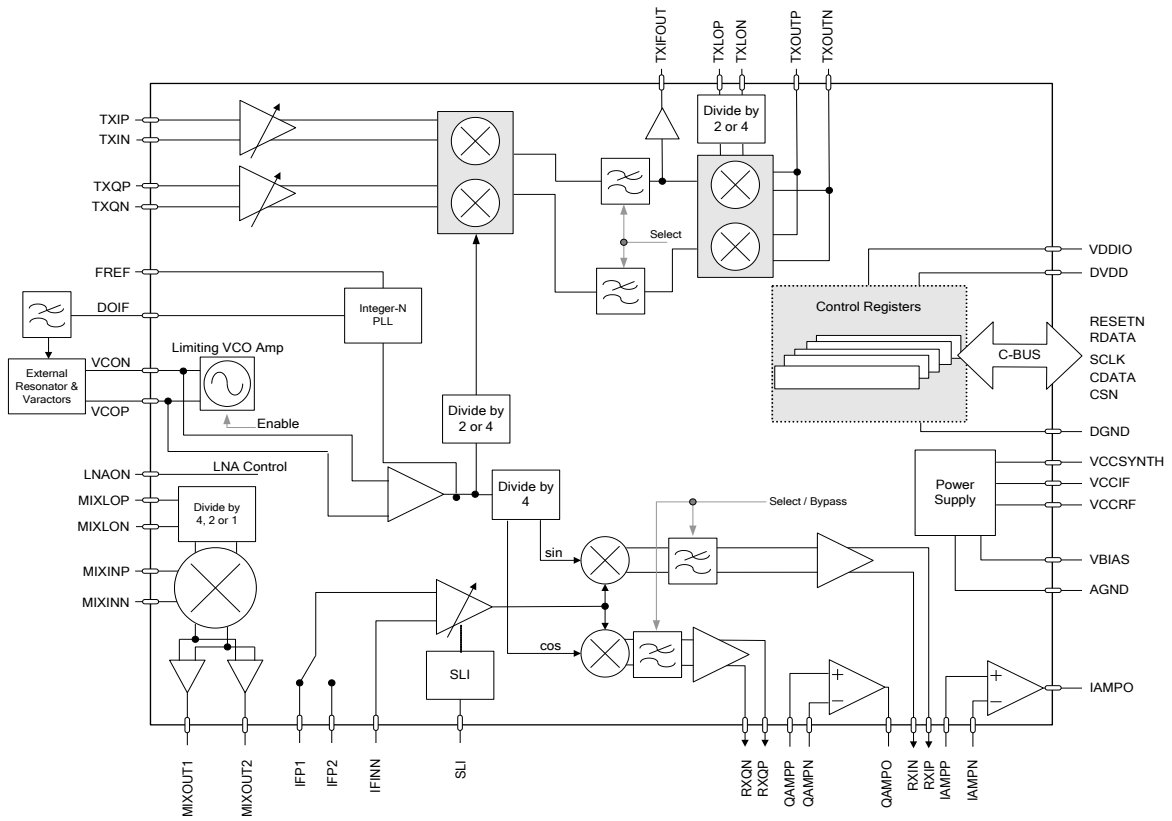 TXIFOUT
TXLOP
TXLON
TXOUTP
TXOUTN
TXIP
TXIN
TXQP
TXQN
Divide by
2 or 4
Select
FREF
DOIF
Integer-N
PLL
VCON
VCOP
External
Resonator &
Varactors
Limiting VCO Amp
Enable
Divide by
2 or 4
Control Registers
C-BUS
VDDIO
DVDD
RESETN
RDATA
SCLK
CDATA
CSN
DGND
LNAON
LNA Control
MIXLOP
MIXLON
Divide by
4, 2 or 1
MIXINP
MIXINN
Divide by
4
sin
cos
Select / Bypass
Power
Supply
VCCSYNTH
VCCIF
VCCRF
VBIAS
AGND
SLI
+
−
+
−
IAMPO
MIXOUT1
MIXOUT2
IFP1
IFP2
IFINN
SLI
RXQN
RXQP
QAMPP
QAMPN
QAMPO
RXIN
RXIP
IAMPP
IAMPN